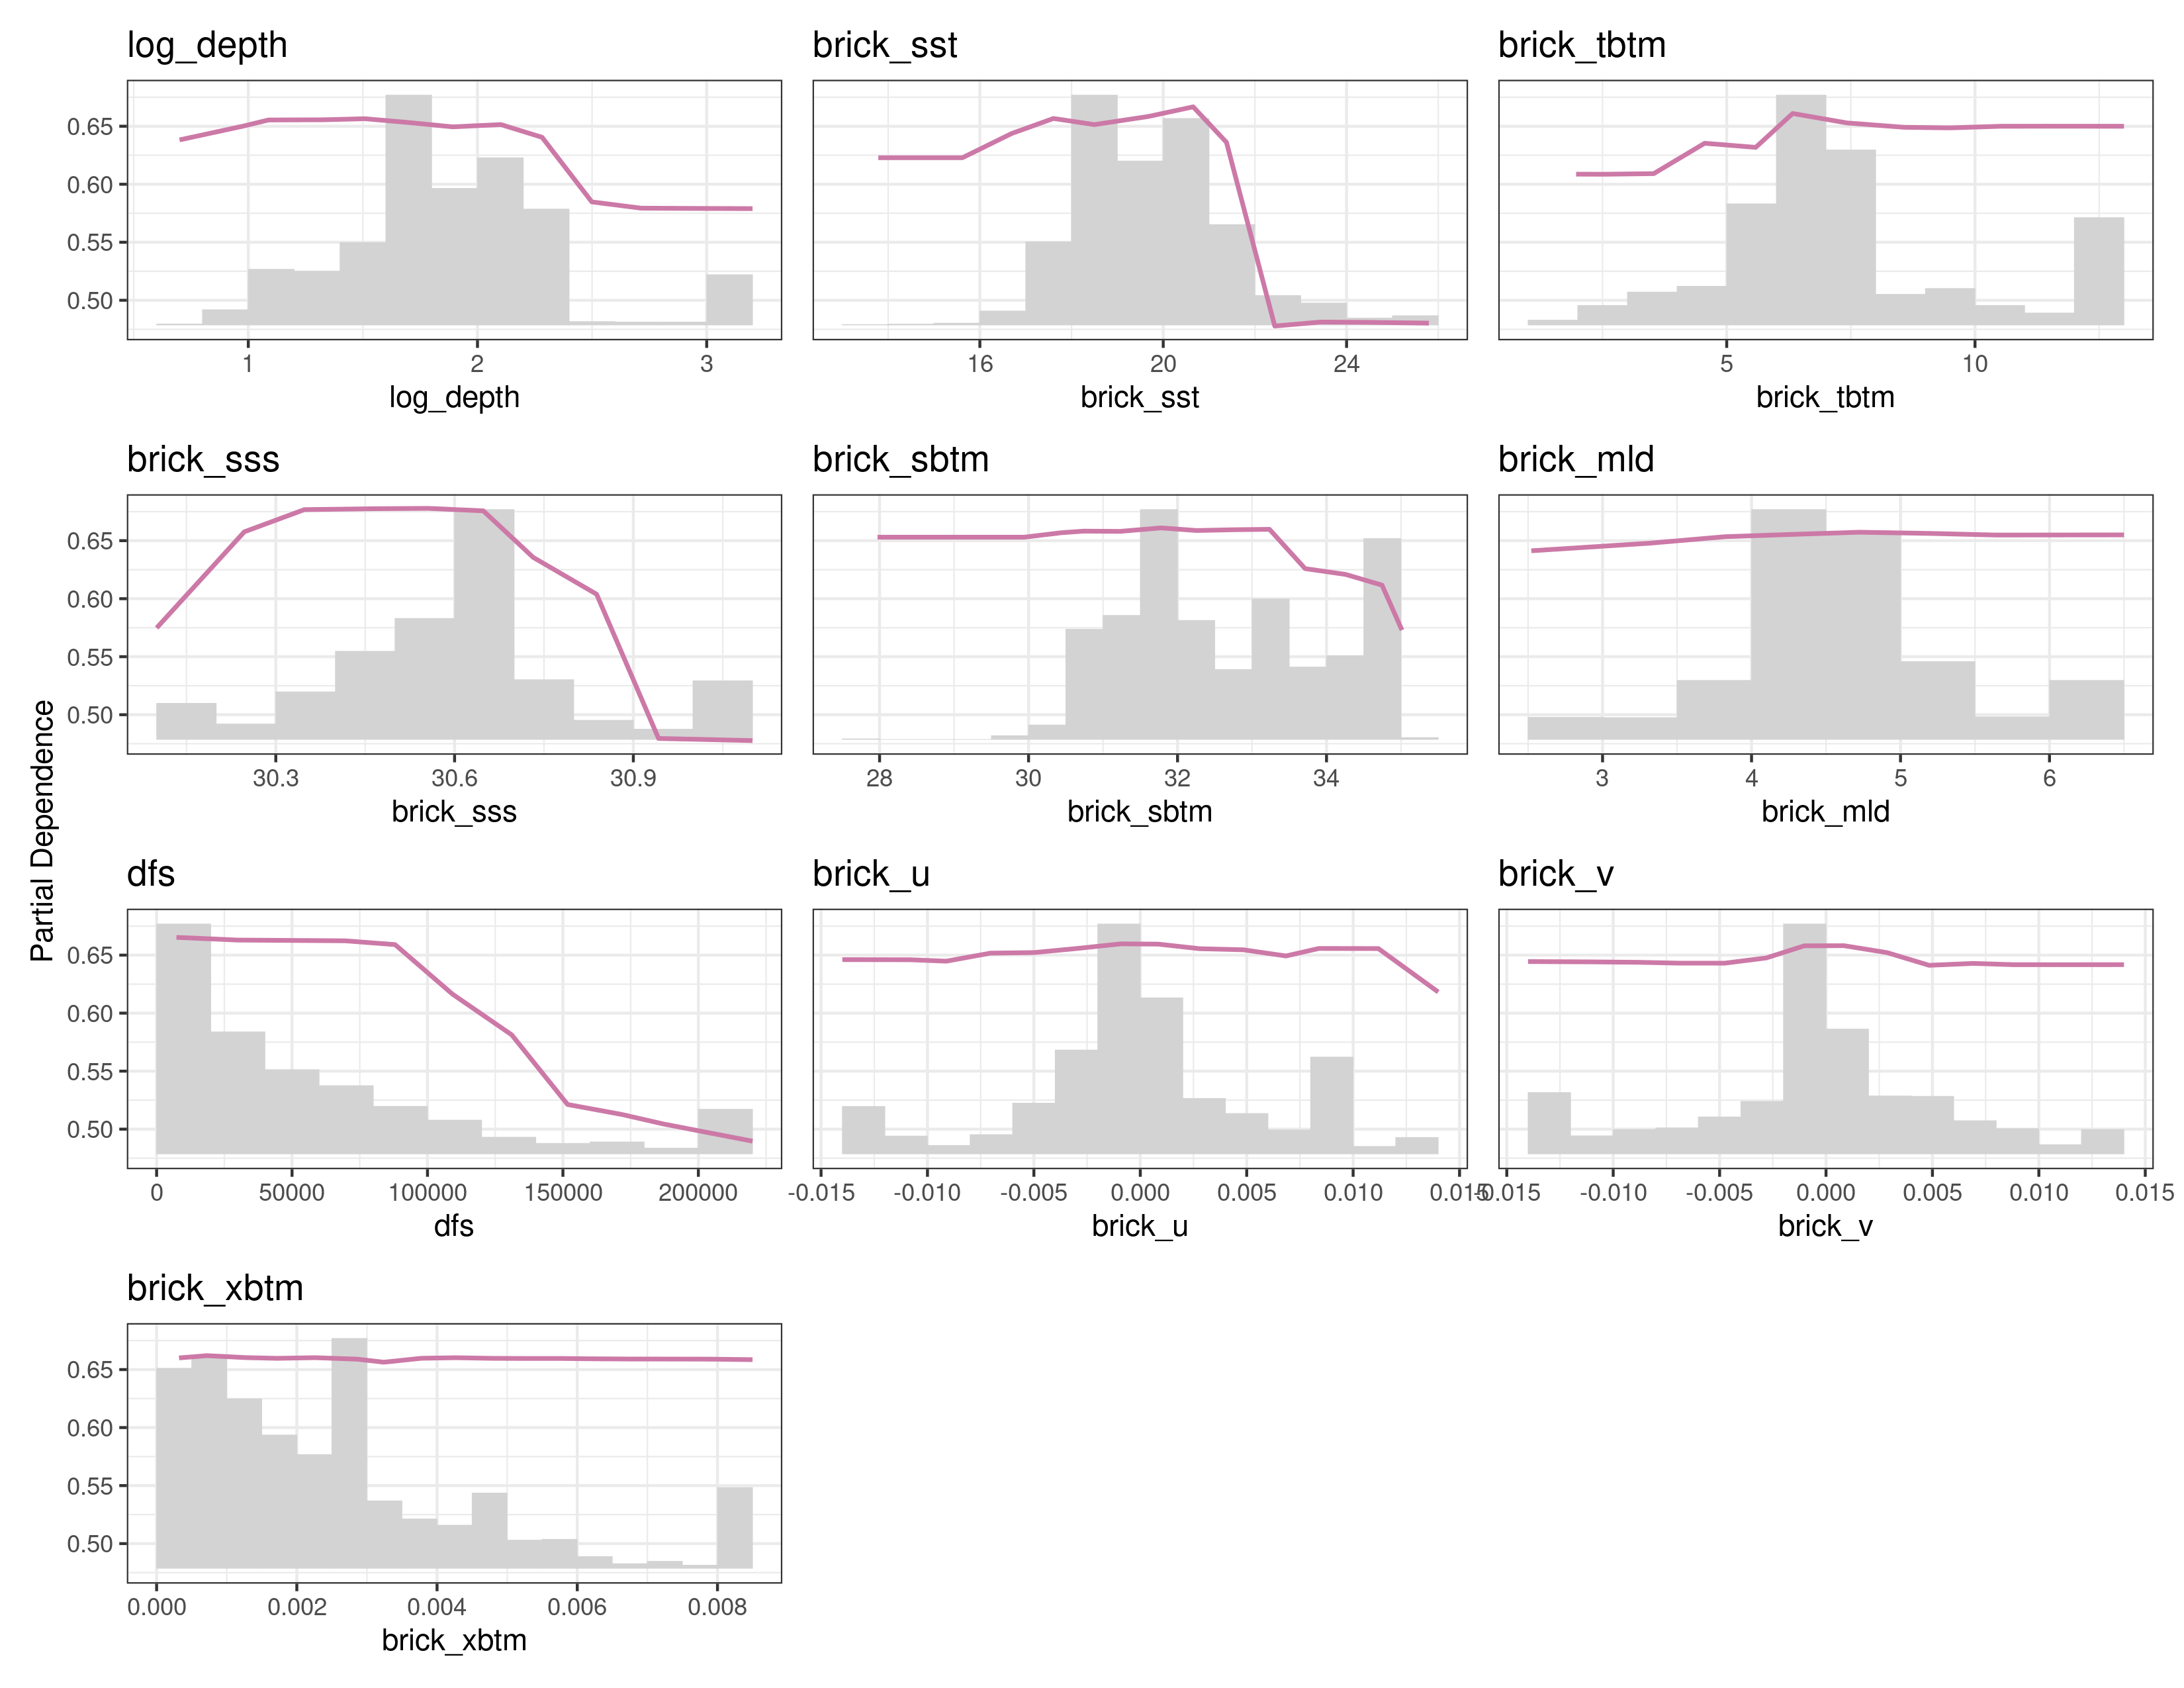 log_depth
brick_sst
brick_tbtm
0.65
0.60
0.55
0.50
1 2 3
16 20 24
5 10
log_depth
brick_sst
brick_tbtm
brick_sss
brick_sbtm
brick_mld
0.65
0.60
0.55
0.50
30.3 30.6 30.9
28 30 32 34
3 4 5 6
brick_sss
brick_sbtm
brick_mld
Partial Dependence
dfs
brick_u
brick_v
0.65
0.60
0.55
0.50
0 50000 100000 150000 200000
-0.015 -0.010 -0.005 0.000 0.005 0.010 0.015
-0.015 -0.010 -0.005 0.000 0.005 0.010 0.015
dfs
brick_u
brick_v
brick_xbtm
0.65
0.60
0.55
0.50
0.000 0.002 0.004 0.006 0.008
brick_xbtm